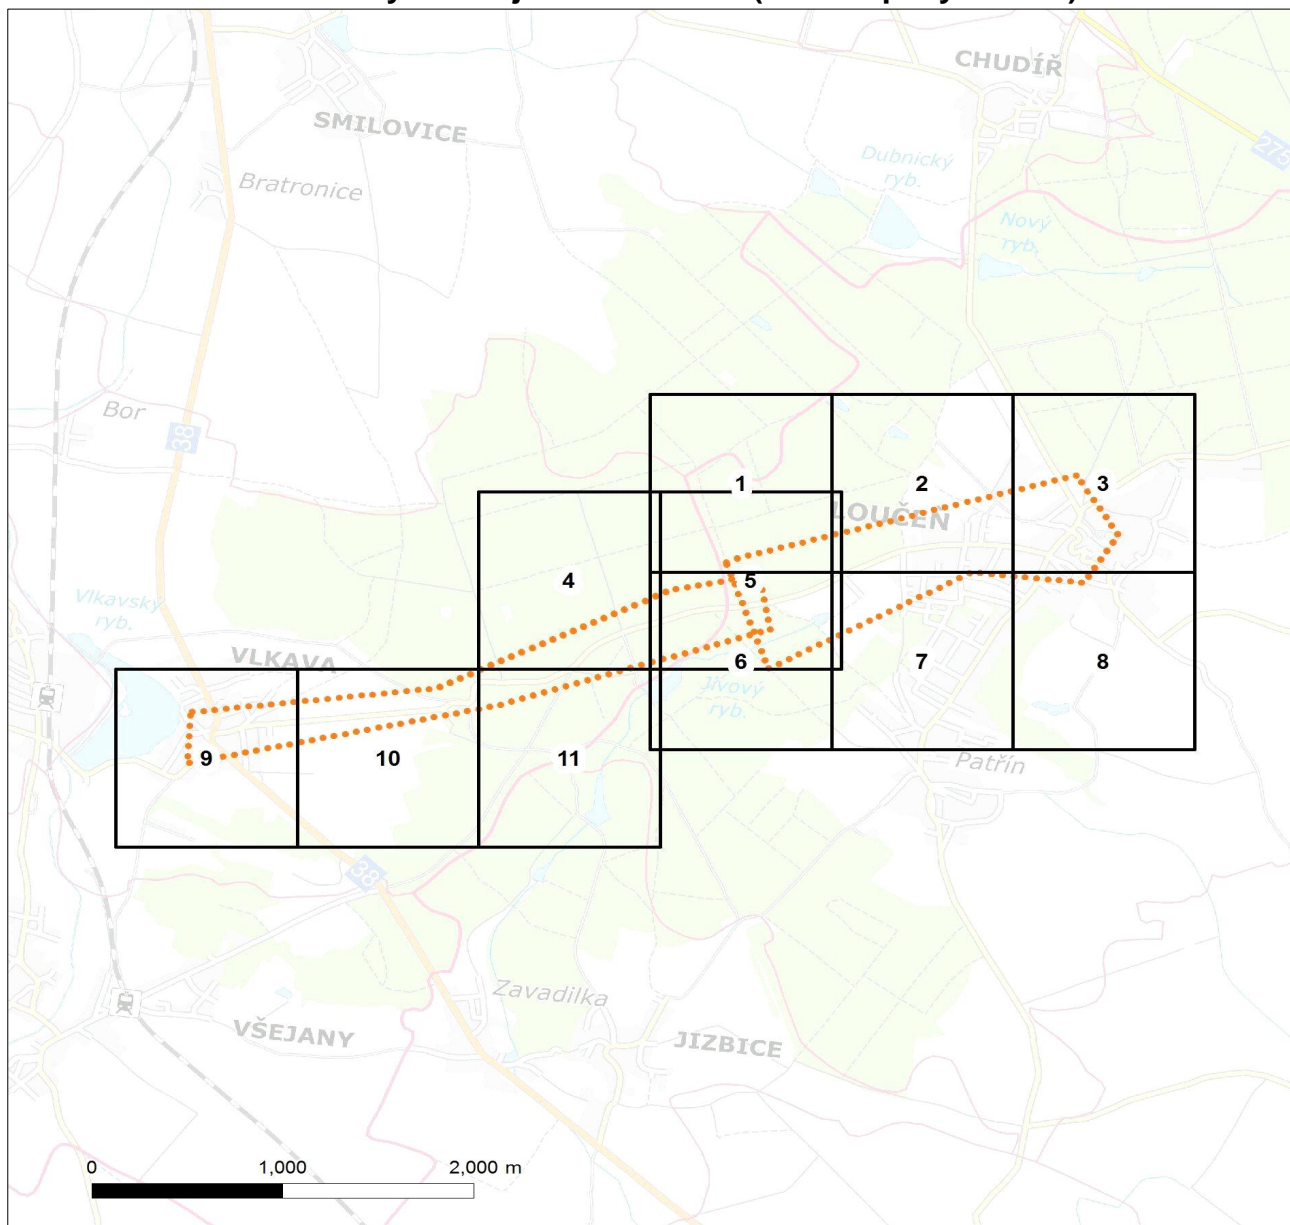 CHUDÍŘ
275
SMILOVICE
Dubnický
ryb.
Bratronice
Nový
ryb.
Bor
38
1
2
3
LOUČEŇ
4
5
Vlkavský
ryb.
VLKAVA
6
7
8
Jívový
ryb.
9
10
11
Patřín
38
Zavadilka
VŠEJANY
JIZBICE
0
1,000
2,000 m